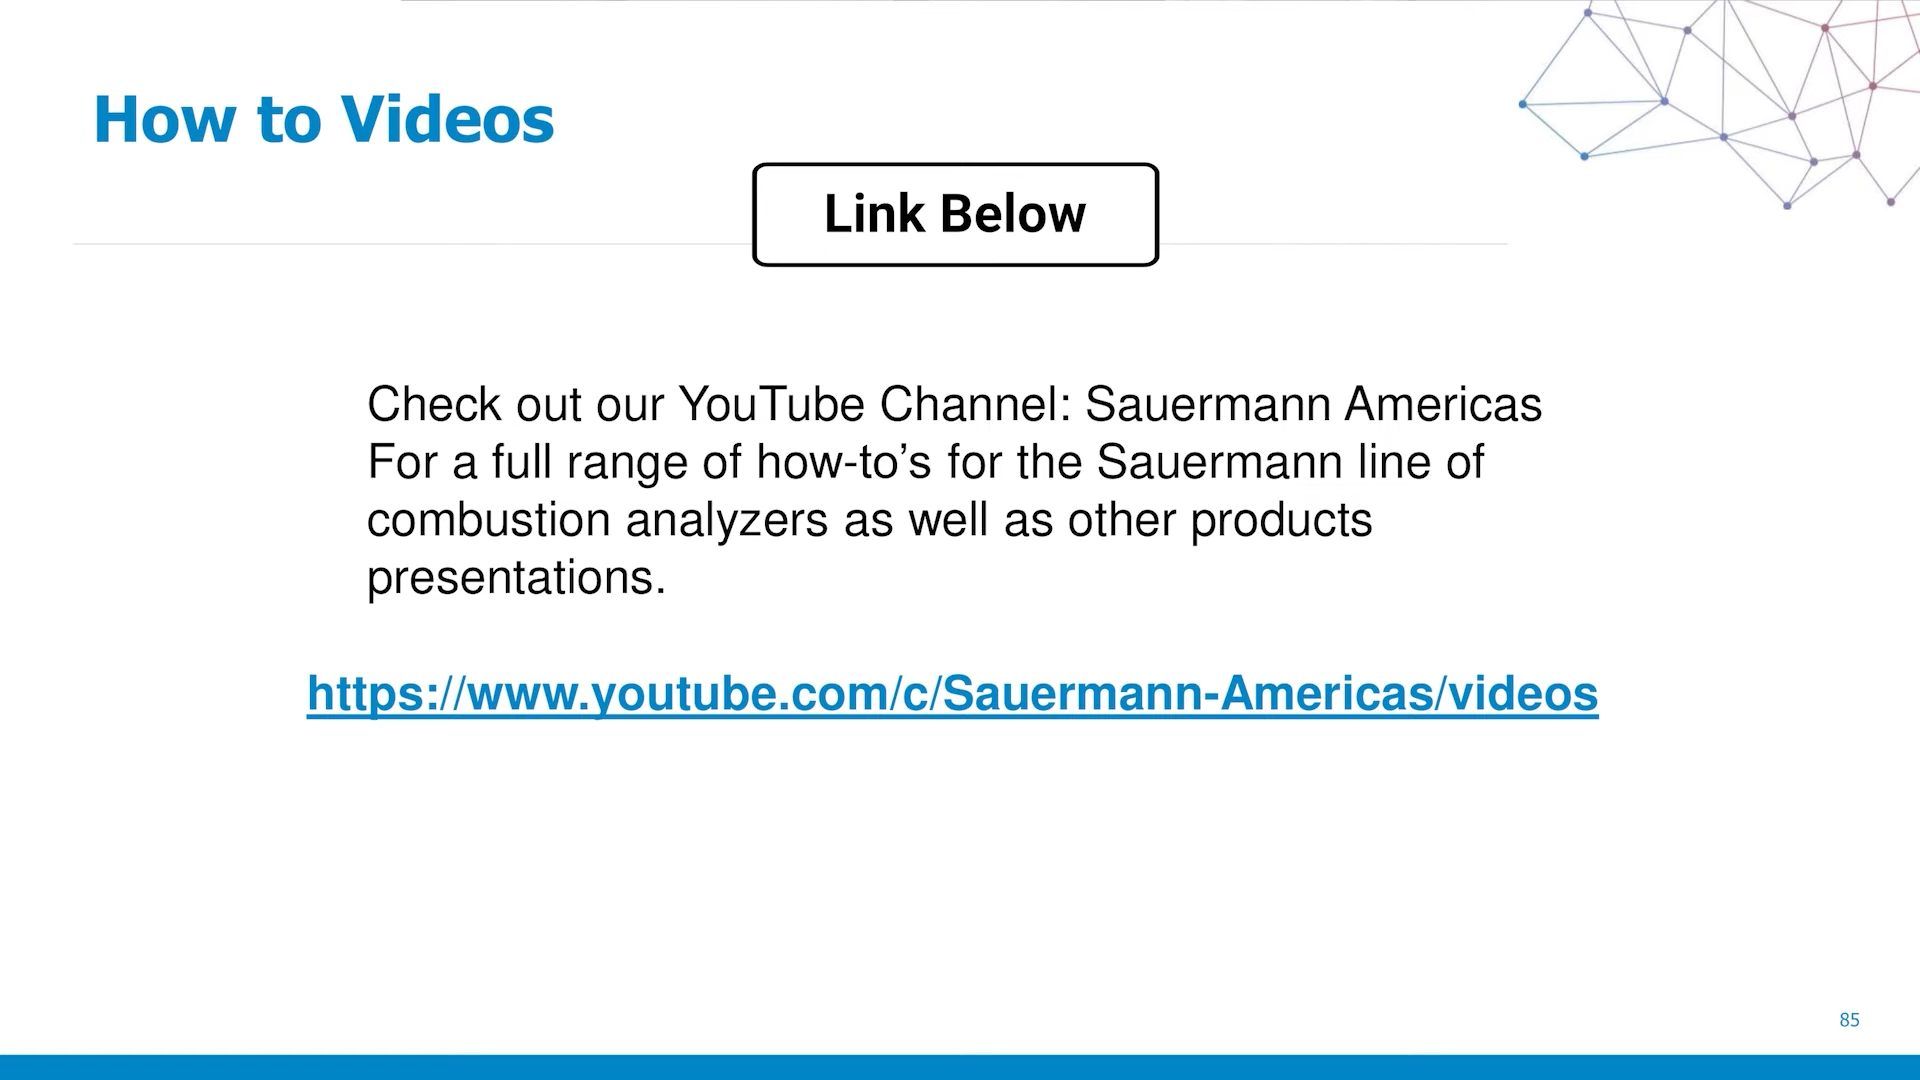 How to Videos
Link Below
Check out our YouTube Channel: Sauermann Americas
For a full range of how-to’s for the Sauermann line of
combustion analyzers as well as other products
presentations.
https://www.youtube.com/c/Sauermann-Americas/videos
85